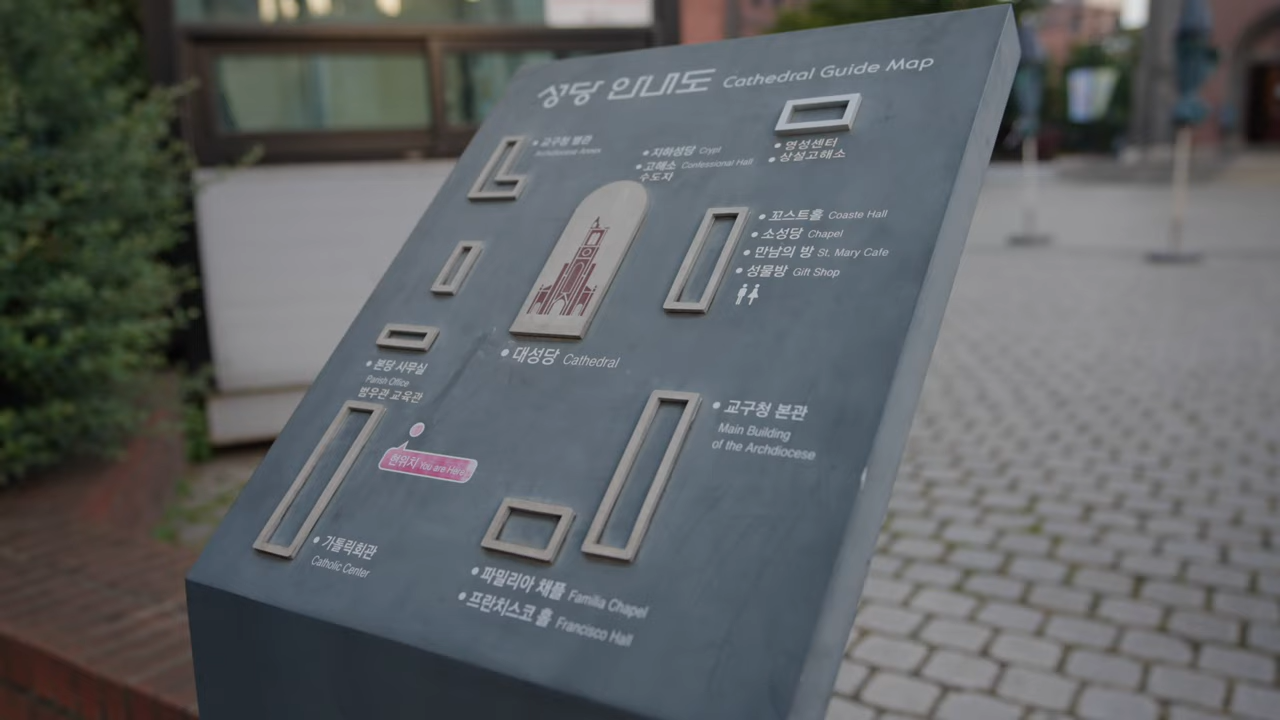 성당 안내도 Cathedral Guide Map
교구청 별관
Archdiocese Annex
지하성당 Crypt
고해소 Confessional Hall
수도자
영성센터
상설고해소
꼬스트홀 Coaste Hall
소성당 Chapel
만남의 방 St. Mary Cafe
성물방 Gift Shop
대성당 Cathedral
본당 사무실
Parish Office
범우관 교육관
현위치 You are Here
교구청 본관
Main Building
of the Archdiocese
가톨릭회관
Catholic Center
파밀리아 채플 Familia Chapel
프란치스코 홀 Francisco Hall